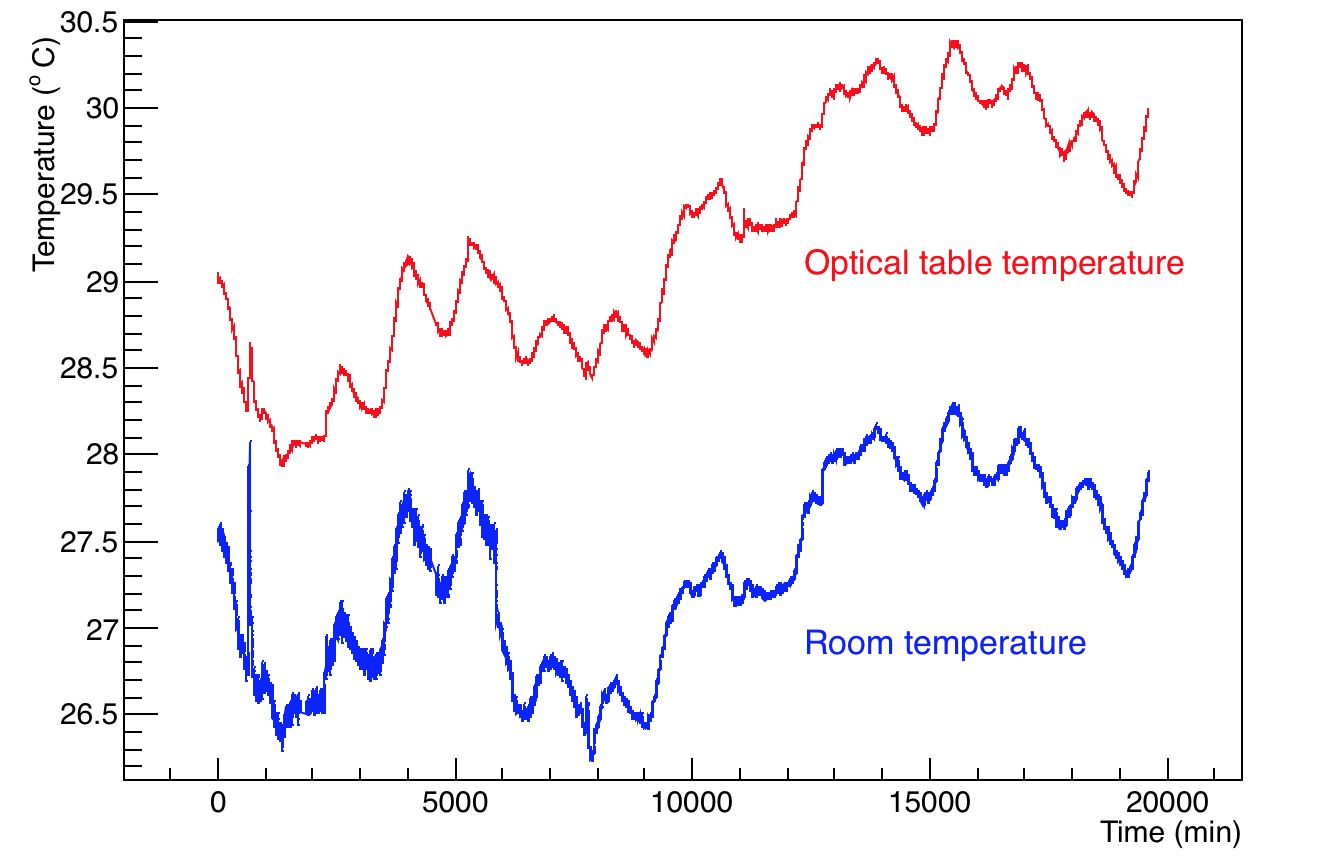 30.5
Temperature (° C)
30
29.5
29
28.5
28
27.5
27
26.5
Optical table temperature
Room temperature
0 5000 10000 15000 20000
Time (min)